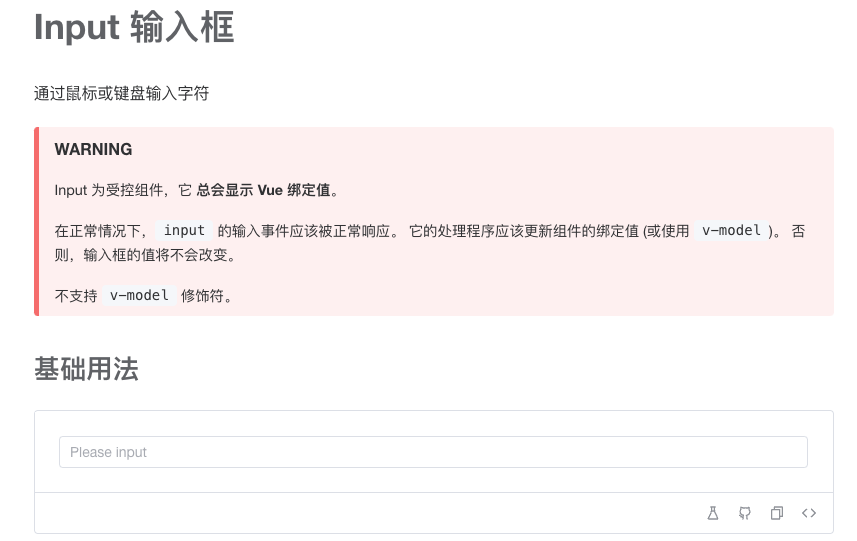 Input 输入框
通过鼠标或键盘输入字符
WARNING
Input 为受控组件，它 总会显示 Vue 绑定值。
在正常情况下， input 的输入事件应该被正常响应。 它的处理程序应该更新组件的绑定值 (或使用 v-model )。 否
则，输入框的值将不会改变。
不支持 v-model 修饰符。
基础用法
Please input